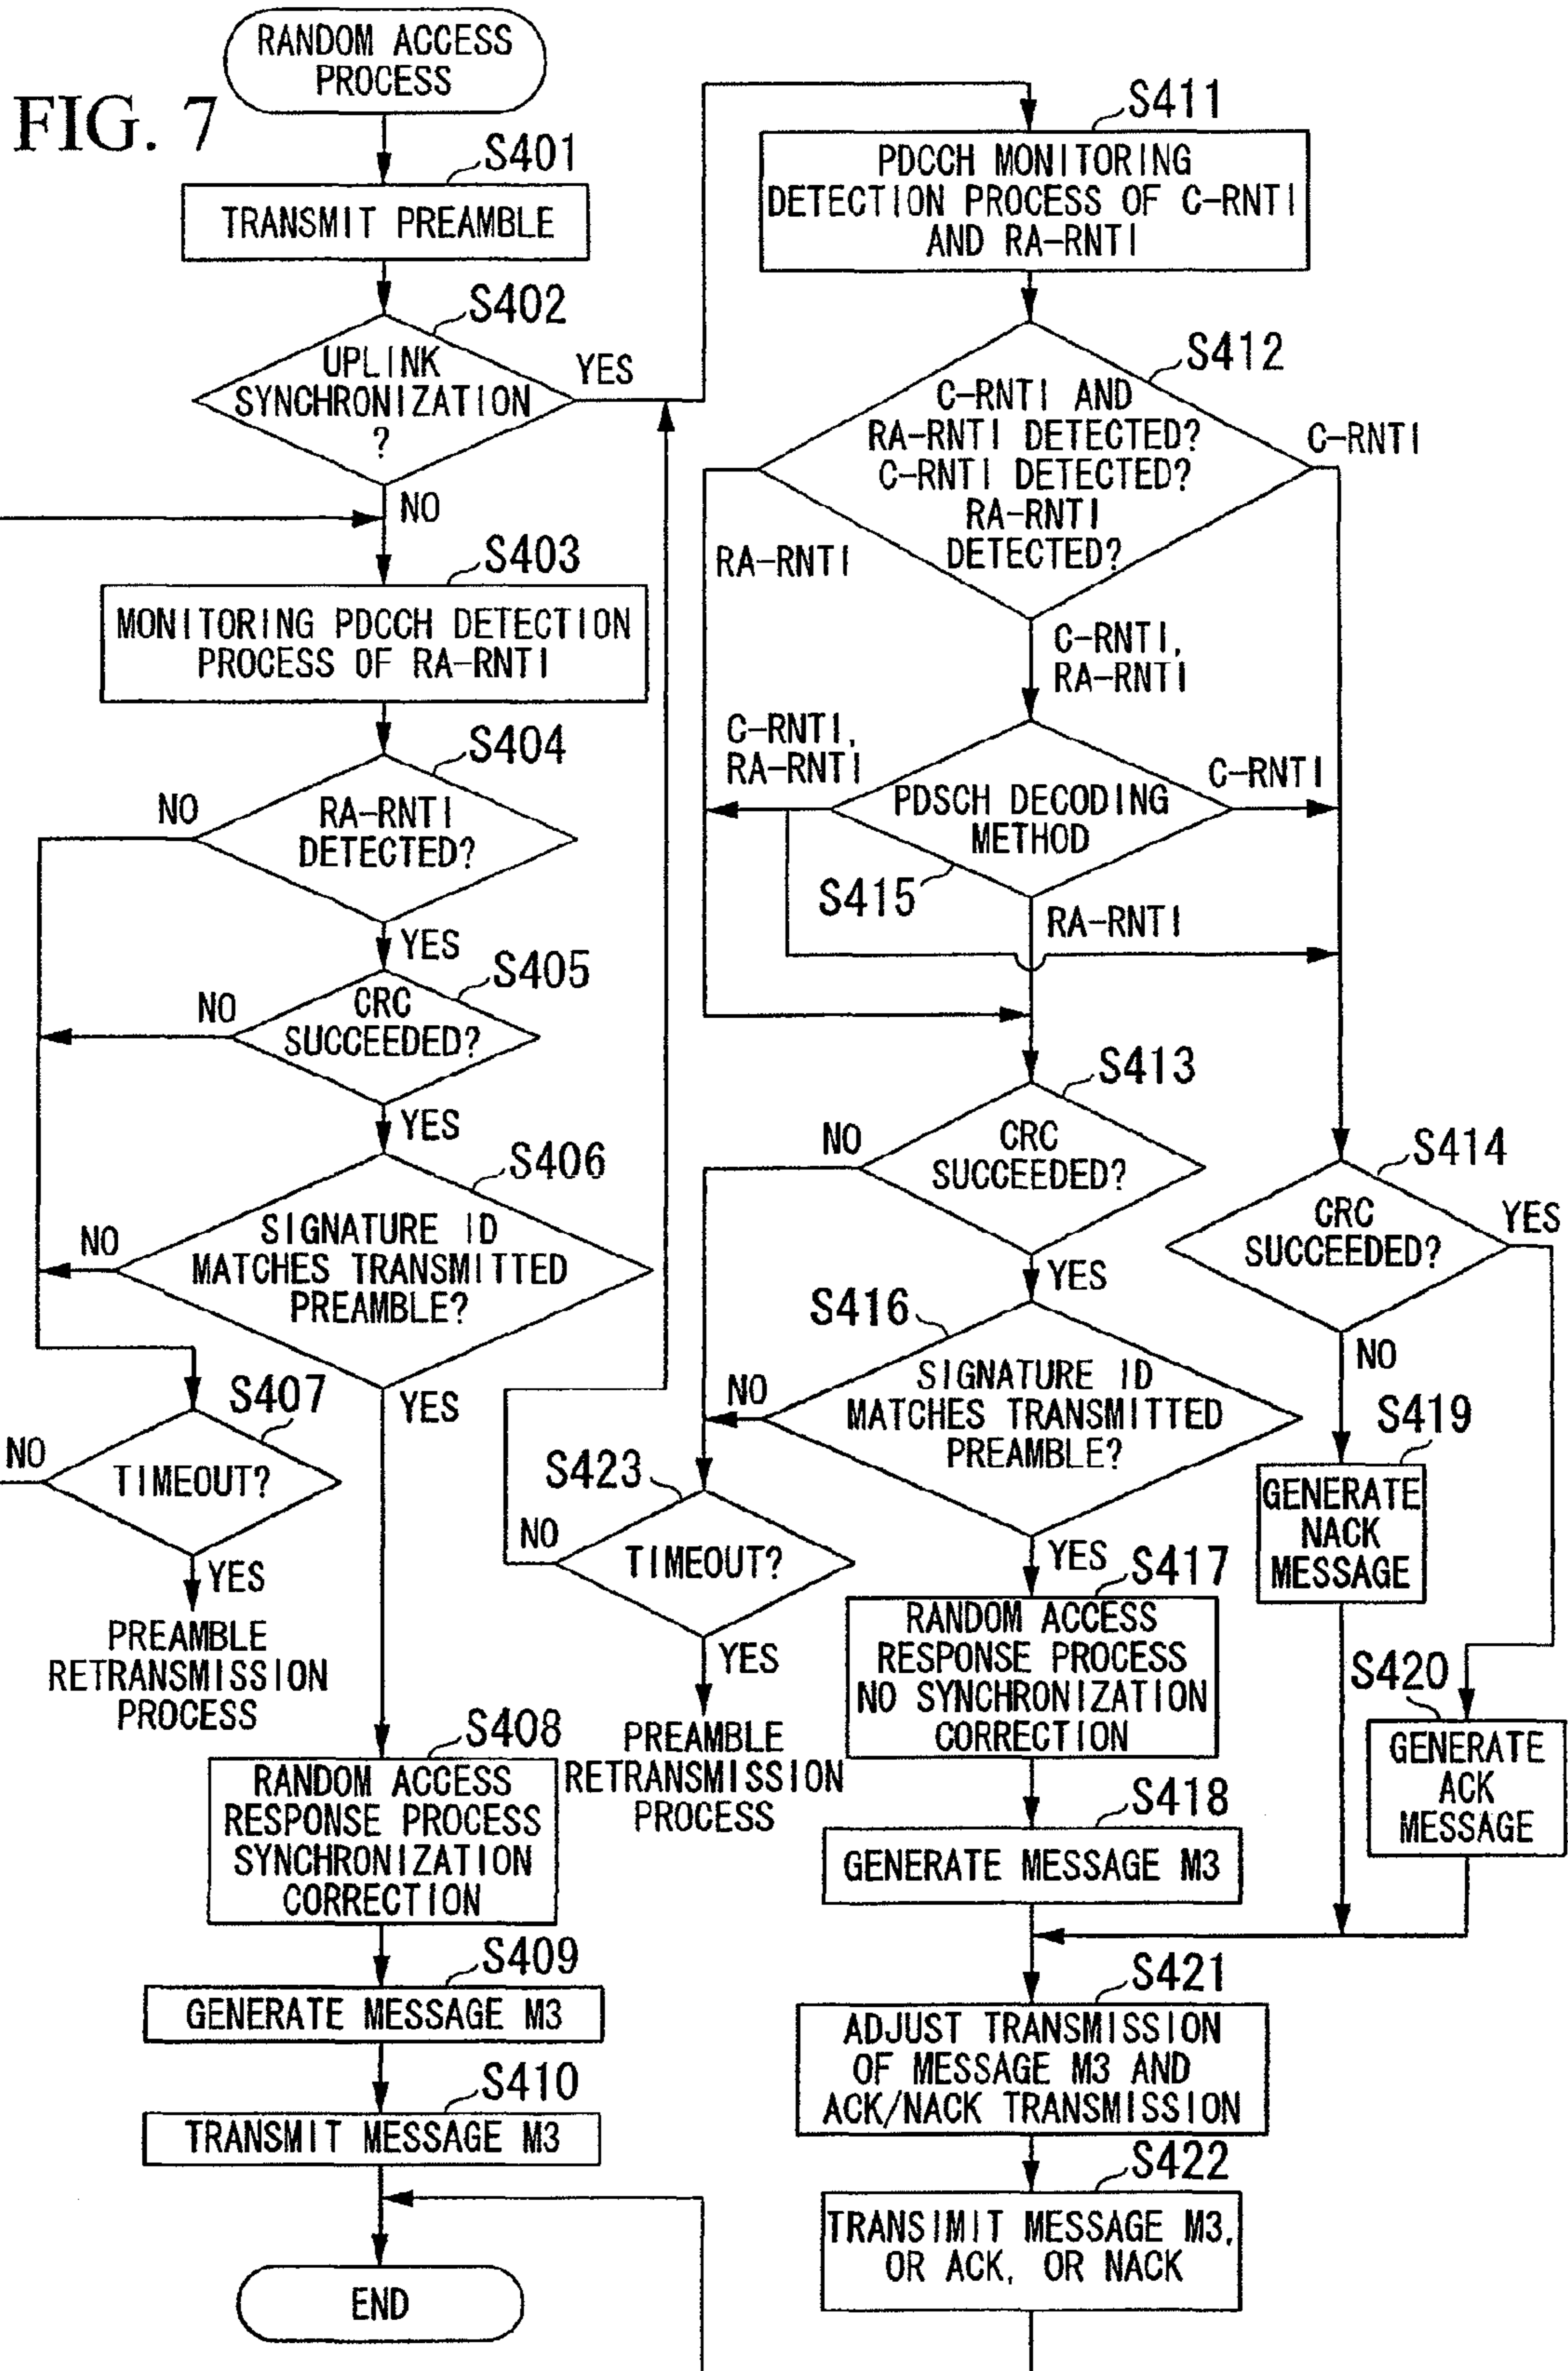 FIG. 7
RANDOM ACCESS
PROCESS
S401
TRANSMIT PREAMBLE
S402
UPLINK
SYNCHRONIZATION
?
YES
NO
S403
MONITORING PDCCH DETECTION
PROCESS OF RA-RNTI
S404
RA-RNTI
DETECTED?
NO
YES
S405
CRC
SUCCEEDED?
NO
YES
S406
SIGNATURE ID
MATCHES TRANSMITTED
PREAMBLE?
NO
YES
S407
TIMEOUT?
NO
YES
PREAMBLE
RETRANSMISSION
PROCESS
S408
RANDOM ACCESS
RESPONSE PROCESS
SYNCHRONIZATION
CORRECTION
S409
GENERATE MESSAGE M3
S410
TRANSMIT MESSAGE M3
END
S411
PDCCH MONITORING
DETECTION PROCESS OF C-RNTI
AND RA-RNTI
S412
C-RNTI AND
RA-RNTI DETECTED?
C-RNTI DETECTED?
RA-RNTI
DETECTED?
C-RNTI
RA-RNTI
C-RNTI,
RA-RNTI
C-RNTI,
RA-RNTI
PDSCH DECODING
METHOD
C-RNTI
S415
RA-RNTI
S413
CRC
SUCCEEDED?
NO
YES
S414
CRC
SUCCEEDED?
YES
NO
S416
SIGNATURE ID
MATCHES TRANSMITTED
PREAMBLE?
NO
YES
S423
TIMEOUT?
NO
YES
PREAMBLE
RETRANSMISSION
PROCESS
S417
RANDOM ACCESS
RESPONSE PROCESS
NO SYNCHRONIZATION
CORRECTION
S418
GENERATE MESSAGE M3
S419
GENERATE
NACK
MESSAGE
S420
GENERATE
ACK
MESSAGE
S421
ADJUST TRANSMISSION
OF MESSAGE M3 AND
ACK/NACK TRANSMISSION
S422
TRANSIMIT MESSAGE M3,
OR ACK, OR NACK